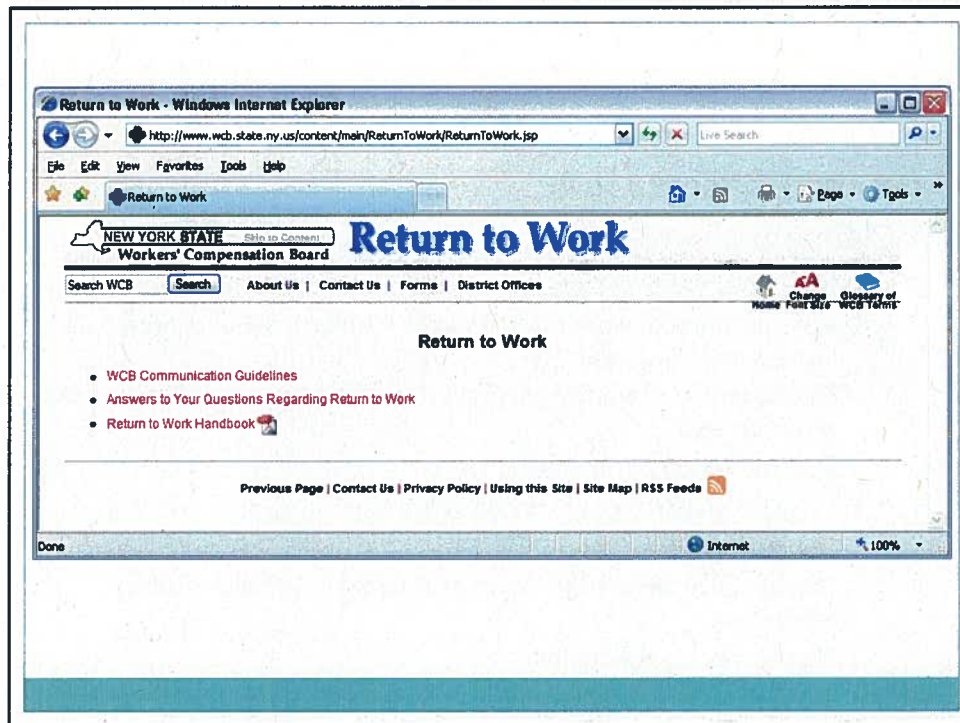 Return to Work - Windows Internet Explorer
http://www.wcb.state.ny.us/content/main/ReturnToWork/ReturnToWork.jsp
Live Search
File Edit View Favorites Tools Help
Return to Work
Page Tools
NEW YORK STATE Skip to Content
Workers' Compensation Board
Return to Work
Search WCB Search About Us | Contact Us | Forms | District Offices
Home Change Font Size Glossary of WCB Terms
Return to Work
• WCB Communication Guidelines
• Answers to Your Questions Regarding Return to Work
• Return to Work Handbook
Previous Page | Contact Us | Privacy Policy | Using this Site | Site Map | RSS Feeds
Done Internet 100%